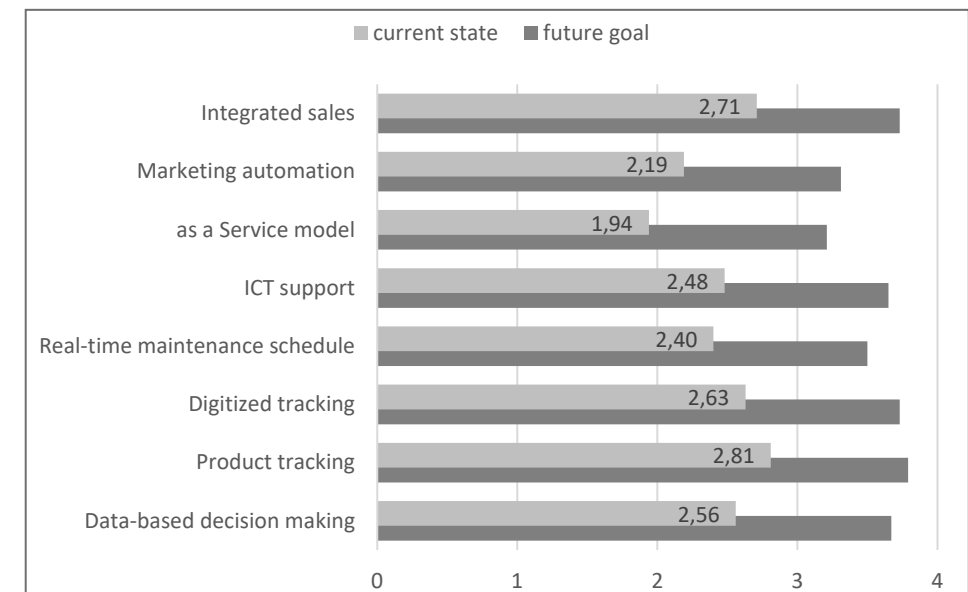 current state future goal
Integrated sales 2,71
Marketing automation 2,19
as a Service model 1,94
ICT support 2,48
Real-time maintenance schedule 2,40
Digitized tracking 2,63
Product tracking 2,81
Data-based decision making 2,56
0 1 2 3 4